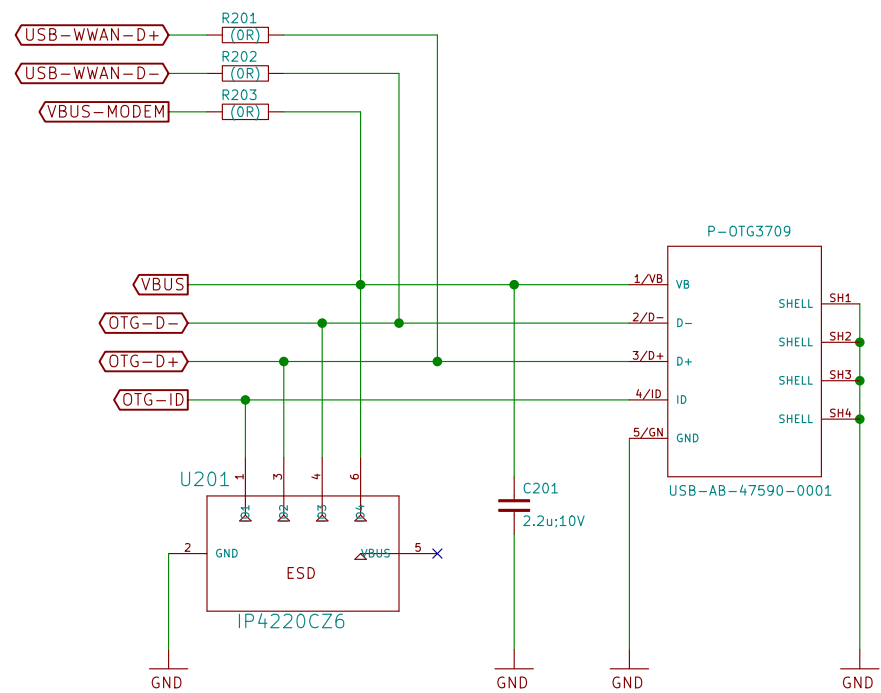 R201
USB-WWAN-D+ (0R)
R202
USB-WWAN-D- (0R)
R203
VBUS-MODEM (0R)
P-OTG3709
VBUS 1/VB VB
SHELL SH1
OTG-D- 2/D- D-
SHELL SH2
OTG-D+ 3/D+ D+
SHELL SH3
OTG-ID 4/ID ID
SHELL SH4
5/GN GND
U201 1 3 4 6
USB-AB-47590-0001
C201
D1 D2 D3 D4
2.2u;10V
2 GND VBUS 5
ESD
IP4220CZ6
GND GND GND GND